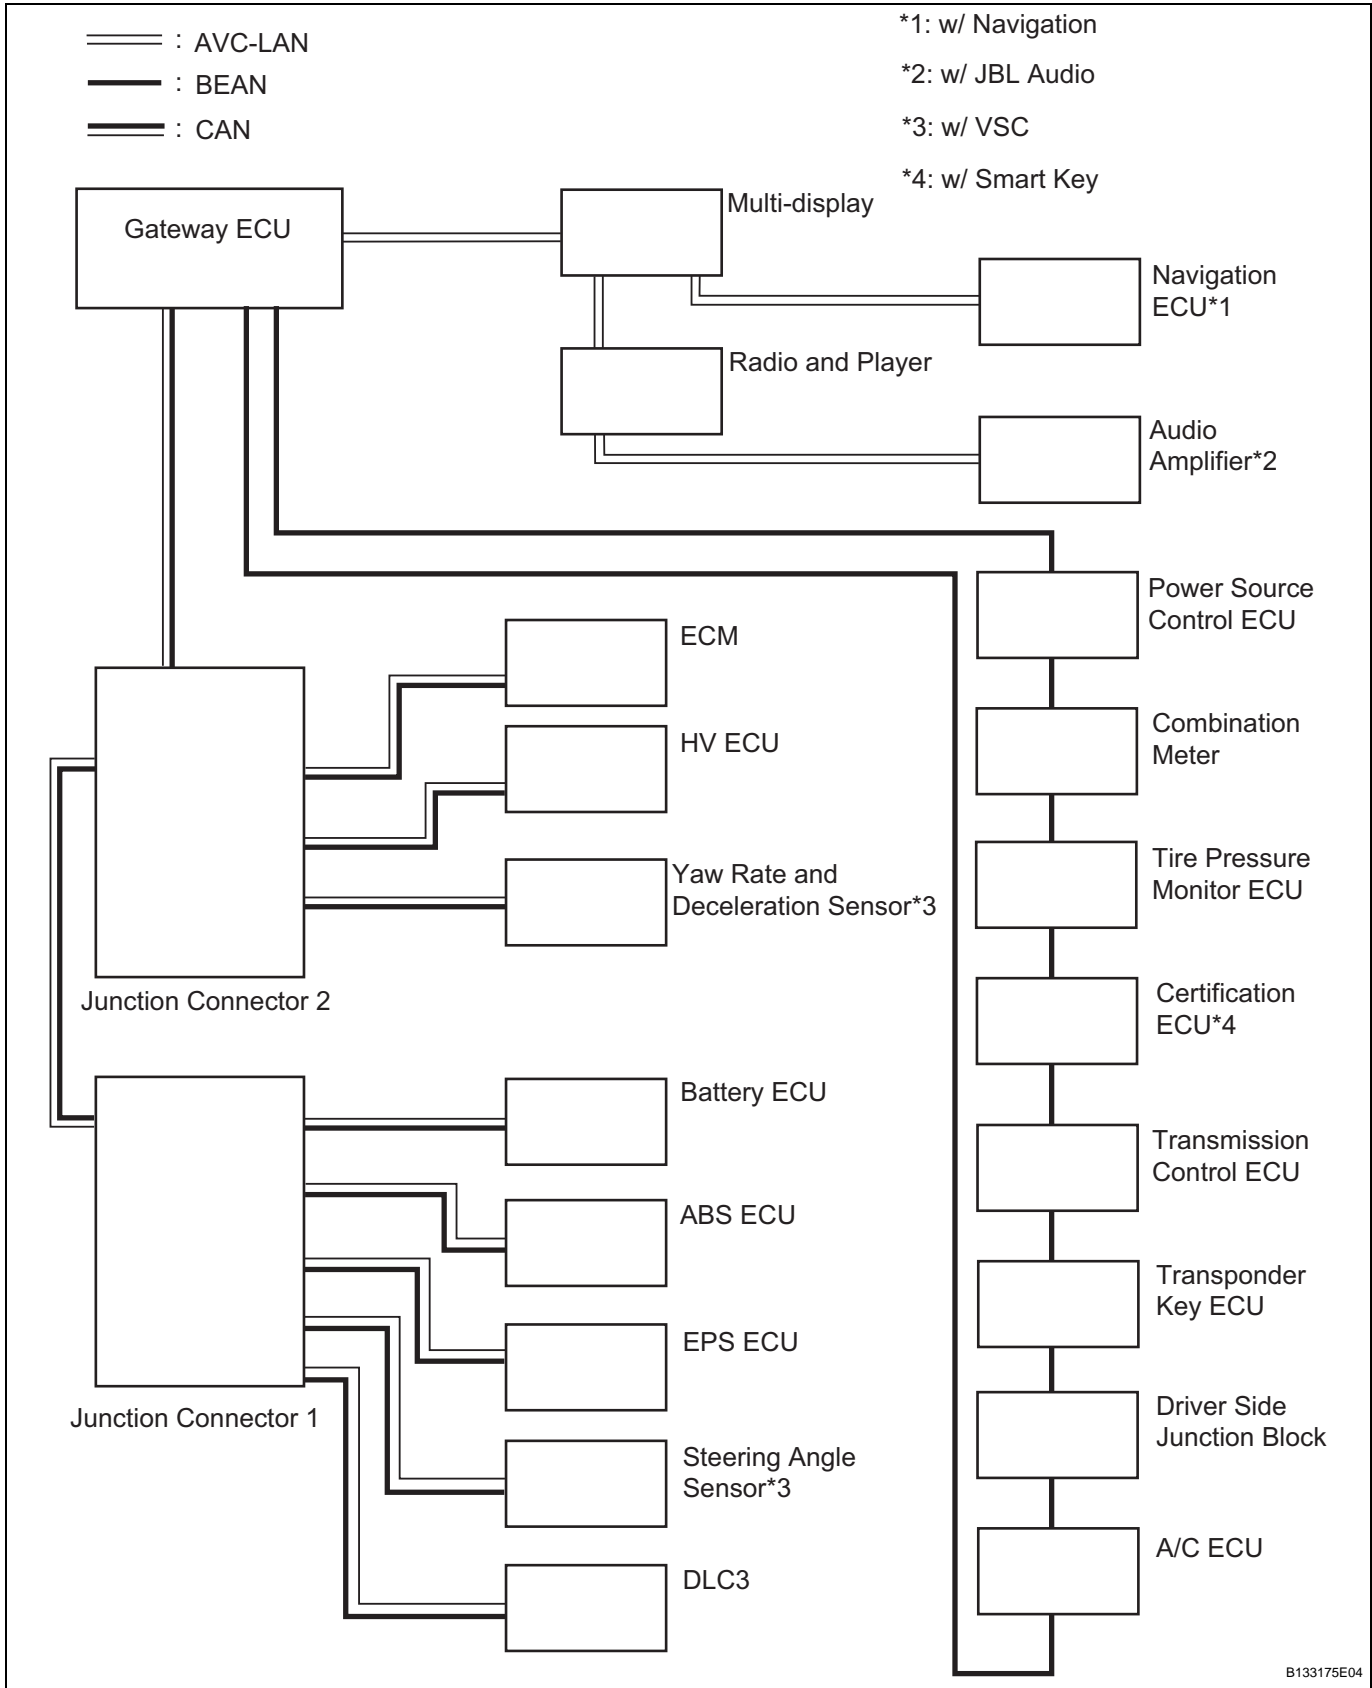 : AVC-LAN
: BEAN
: CAN
*1: w/ Navigation
*2: w/ JBL Audio
*3: w/ VSC
*4: w/ Smart Key
Gateway ECU
Multi-display
Navigation
ECU*1
Radio and Player
Audio
Amplifier*2
Power Source
Control ECU
ECM
HV ECU
Combination
Meter
Yaw Rate and
Deceleration Sensor*3
Tire Pressure
Monitor ECU
Junction Connector 2
Certification
ECU*4
Battery ECU
Transmission
Control ECU
ABS ECU
Transponder
Key ECU
EPS ECU
Junction Connector 1
Driver Side
Junction Block
Steering Angle
Sensor*3
A/C ECU
DLC3
B133175E04